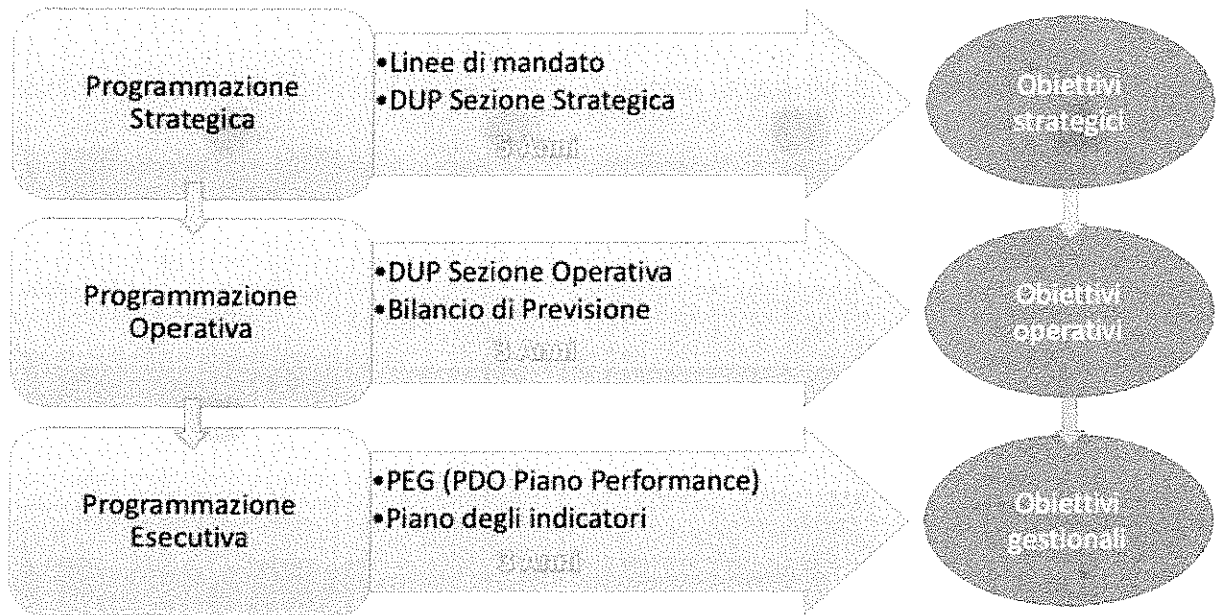 Programmazione
Strategica
•Linee di mandato
•DUP Sezione Strategica
Anni
Obiettivi
strategici
Programmazione
Operativa
•DUP Sezione Operativa
•Bilancio di Previsione
3 Anni
Obiettivi
operativi
Programmazione
Esecutiva
•PEG (PDO Piano Performance)
•Piano degli indicatori
3 Anni
Obiettivi
gestionali